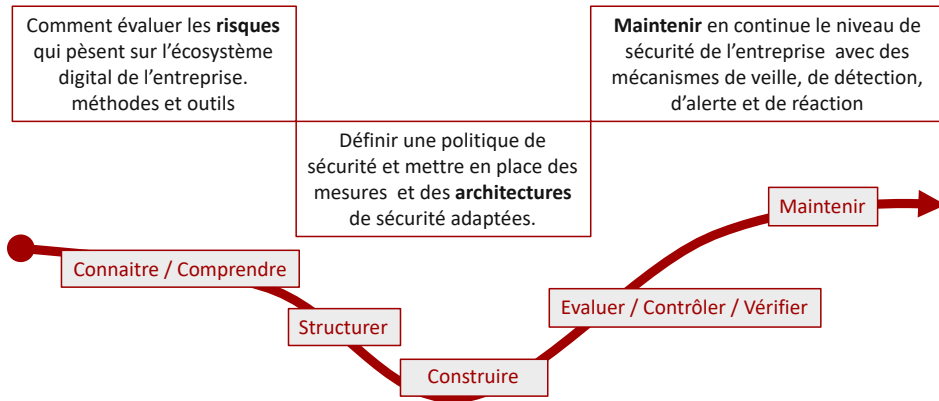 Comment évaluer les risques
qui pèsent sur l'écosystème
digital de l'entreprise.
méthodes et outils
Maintenir en continue le niveau de
sécurité de l'entreprise avec des
mécanismes de veille, de détection,
d'alerte et de réaction
Définir une politique de
sécurité et mettre en place des
mesures et des architectures
de sécurité adaptées.
Maintenir
Connaitre / Comprendre
Evaluer / Contrôler / Vérifier
Structurer
Construire